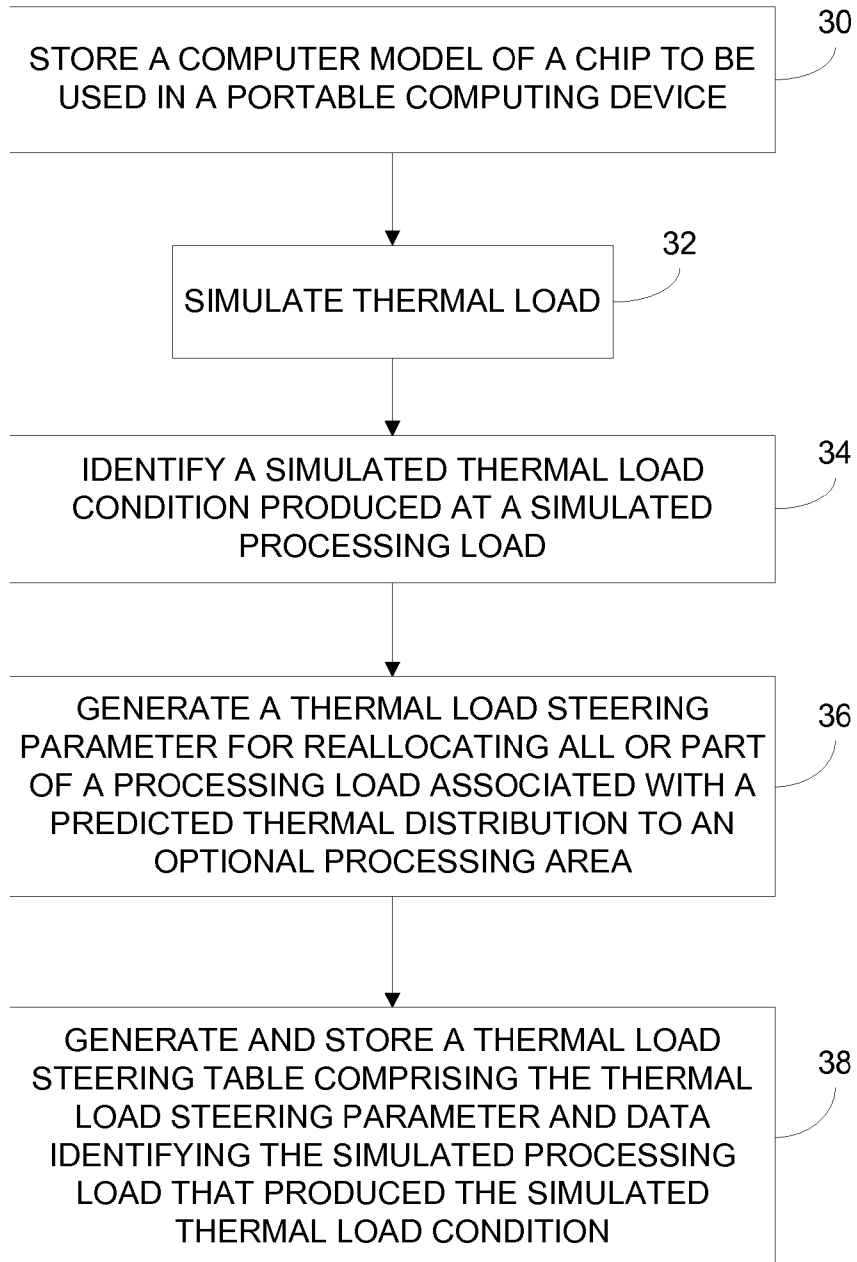 30
STORE A COMPUTER MODEL OF A CHIP TO BE
USED IN A PORTABLE COMPUTING DEVICE
32
SIMULATE THERMAL LOAD
34
IDENTIFY A SIMULATED THERMAL LOAD
CONDITION PRODUCED AT A SIMULATED
PROCESSING LOAD
36
GENERATE A THERMAL LOAD STEERING
PARAMETER FOR REALLOCATING ALL OR PART
OF A PROCESSING LOAD ASSOCIATED WITH A
PREDICTED THERMAL DISTRIBUTION TO AN
OPTIONAL PROCESSING AREA
38
GENERATE AND STORE A THERMAL LOAD
STEERING TABLE COMPRISING THE THERMAL
LOAD STEERING PARAMETER AND DATA
IDENTIFYING THE SIMULATED PROCESSING
LOAD THAT PRODUCED THE SIMULATED
THERMAL LOAD CONDITION